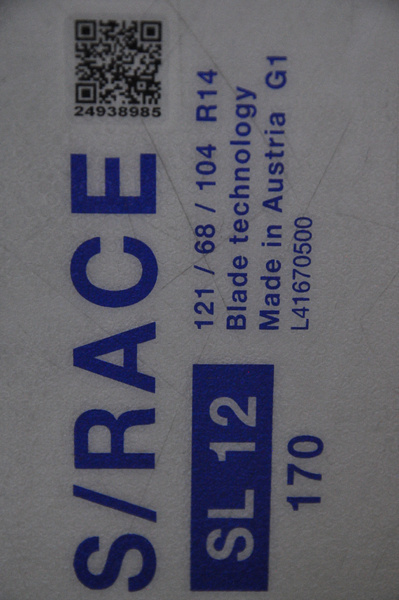 24938985
S/RACE
SL 12
170
121 / 68 / 104 R14
Blade technology
Made in Austria G1
L41670500